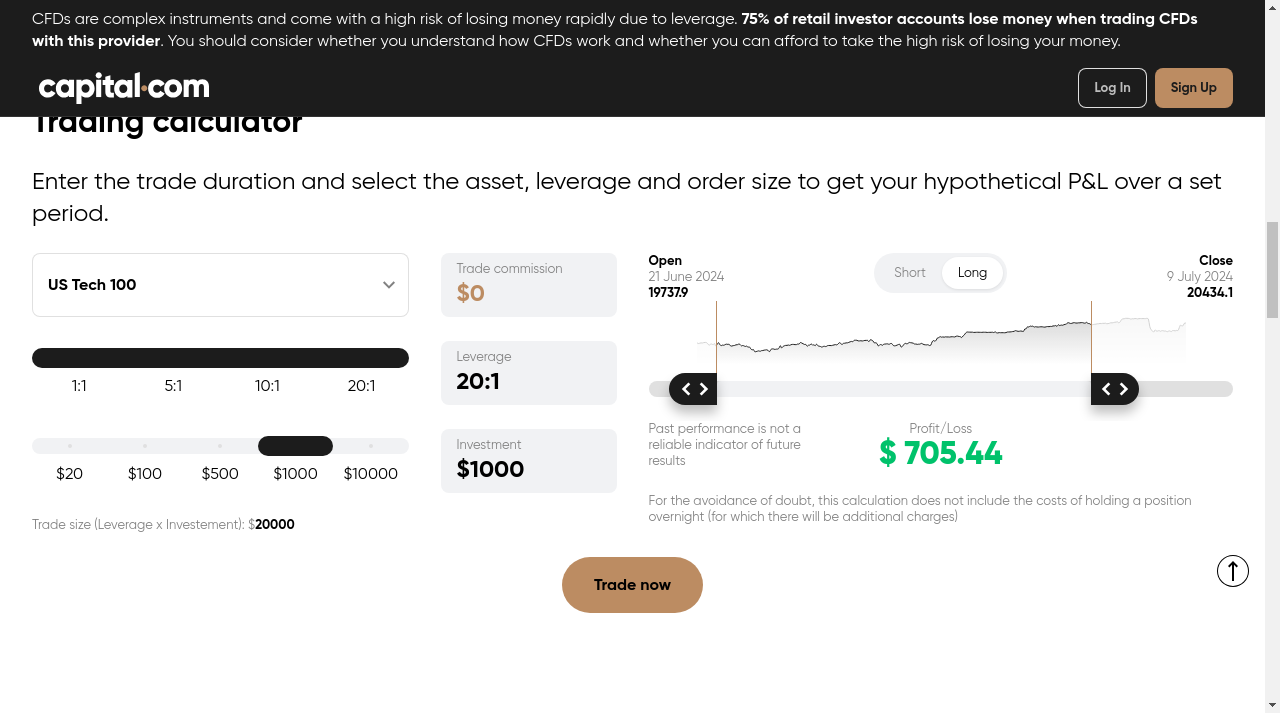 CFDs are complex instruments and come with a high risk of losing money rapidly due to leverage. 75% of retail investor accounts lose money when trading CFDs
with this provider. You should consider whether you understand how CFDs work and whether you can afford to take the high risk of losing your money.
capital.com
Log In
Sign Up
Trading calculator
Enter the trade duration and select the asset, leverage and order size to get your hypothetical P&L over a set
period.
US Tech 100
1:1 5:1 10:1 20:1
$20 $100 $500 $1000 $10000
Trade size (Leverage x Investement): $20000
Trade commission
$0
Leverage
20:1
Investment
$1000
Open
21 June 2024
19737.9
Short Long
Close
9 July 2024
20434.1
Past performance is not a
reliable indicator of future
results
Profit/Loss
$ 705.44
For the avoidance of doubt, this calculation does not include the costs of holding a position
overnight (for which there will be additional charges)
Trade now